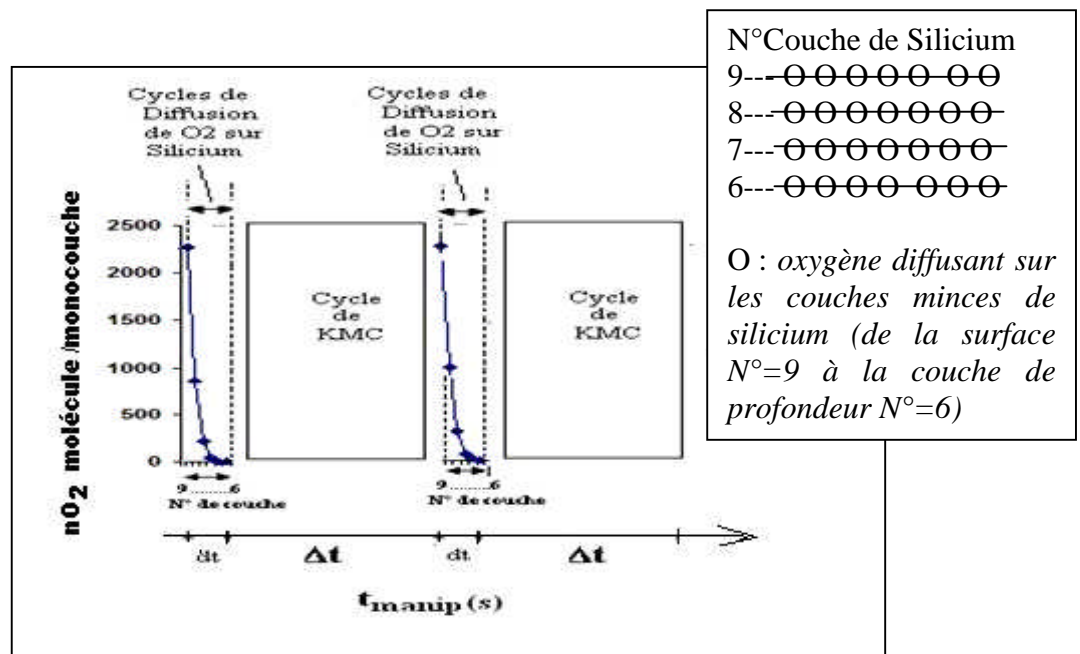 N°Couche de Silicium
9--- O O O O O O O
8--- O O O O O O O
7--- O O O O O O O
6--- O O O O O O O
O : oxygène diffusant sur
les couches minces de
silicium (de la surface
N°=9 à la couche de
profondeur N°=6)
Cycles de
Diffusion
de O2 sur
Silicium
Cycles de
Diffusion
de O2 sur
Silicium
nO2 molécule /monocouche
2500
2000
1500
1000
500
0
Cycle
de
KMC
Cycle
de
KMC
9........6
N° de couche
9........6
N° de couche
dt
Δt
dt
Δt
tmanip (s)